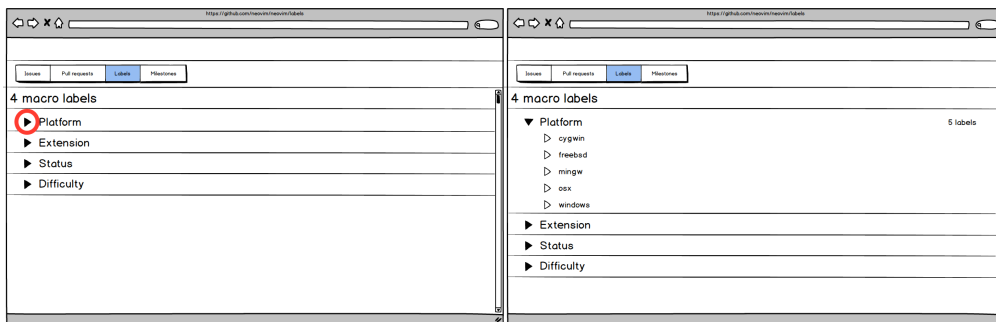 https://github.com/neovim/neovim/labels
Issues Pull requests Labels Milestones
4 macro labels
Platform
Extension
Status
Difficulty
https://github.com/neovim/neovim/labels
Issues Pull requests Labels Milestones
4 macro labels
Platform 5 labels
cygwin
freebsd
mingw
osx
windows
Extension
Status
Difficulty